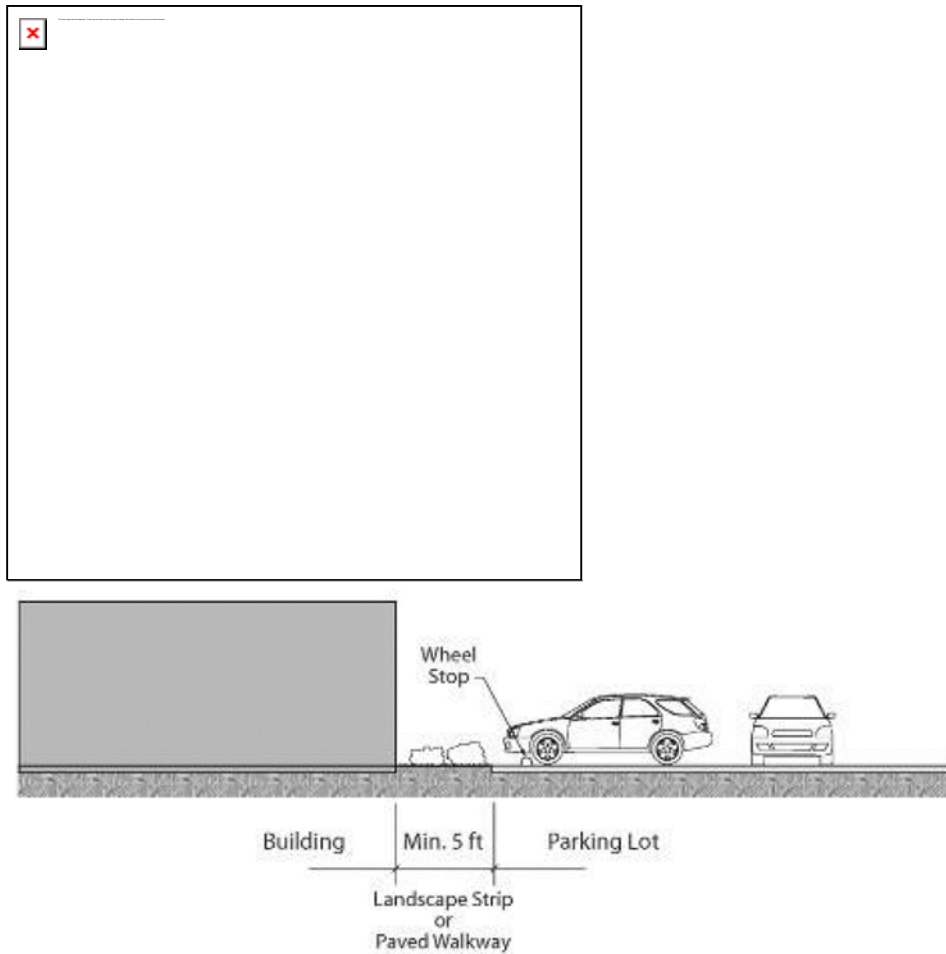 Wheel
Stop
Building
Min. 5 ft
Parking Lot
Landscape Strip
or
Paved Walkway